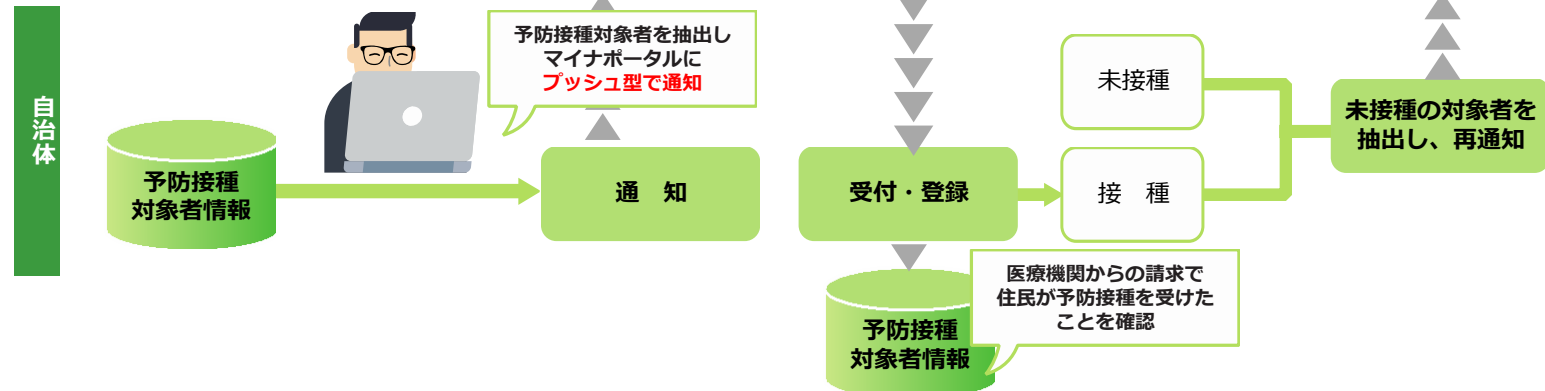 自治体
予防接種
対象者情報
予防接種対象者を抽出し
マイナポータルに
プッシュ型で通知
通　知
受付・登録
未接種
接　種
未接種の対象者を
抽出し、再通知
予防接種
対象者情報
医療機関からの請求で
住民が予防接種を受けた
ことを確認